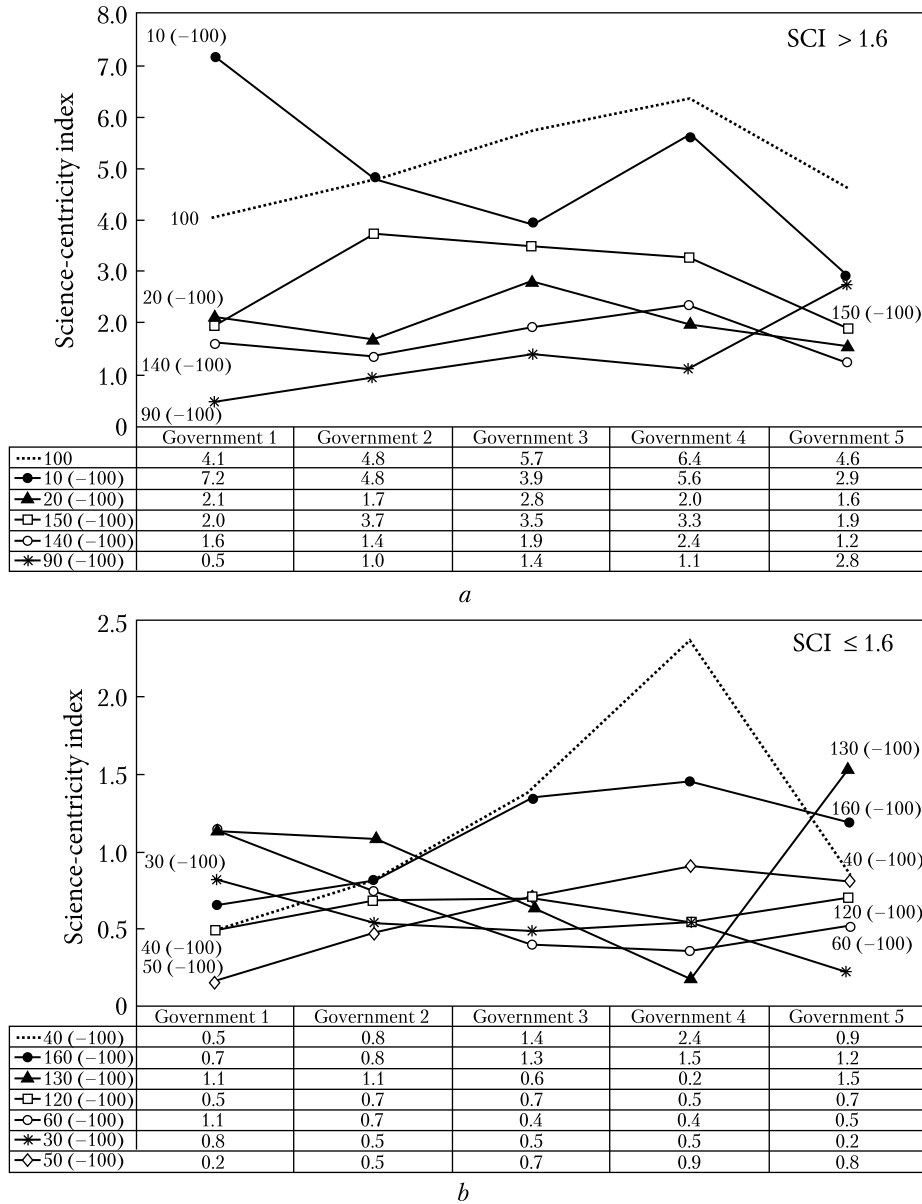 8.0
10 (−100)
SCI > 1.6
7.0
6.0
5.0
Science-centricity index
4.0
100
3.0
20 (−100)
150 (−100)
2.0
140 (−100)
1.0
90 (−100)
0
Government 1 Government 2 Government 3 Government 4 Government 5
100 4.1 4.8 5.7 6.4 4.6
10 (−100) 7.2 4.8 3.9 5.6 2.9
20 (−100) 2.1 1.7 2.8 2.0 1.6
150 (−100) 2.0 3.7 3.5 3.3 1.9
140 (−100) 1.6 1.4 1.9 2.4 1.2
90 (−100) 0.5 1.0 1.4 1.1 2.8
a
2.5
SCI ≤ 1.6
2.0
130 (−100)
1.5
160 (−100)
Science-centricity index
1.0
30 (−100)
40 (−100)
0.5
120 (−100)
40 (−100)
60 (−100)
50 (−100)
0
Government 1 Government 2 Government 3 Government 4 Government 5
40 (−100) 0.5 0.8 1.4 2.4 0.9
160 (−100) 0.7 0.8 1.3 1.5 1.2
130 (−100) 1.1 1.1 0.6 0.2 1.5
120 (−100) 0.5 0.7 0.7 0.5 0.7
60 (−100) 1.1 0.7 0.4 0.4 0.5
30 (−100) 0.8 0.5 0.5 0.5 0.2
50 (−100) 0.2 0.5 0.7 0.9 0.8
b